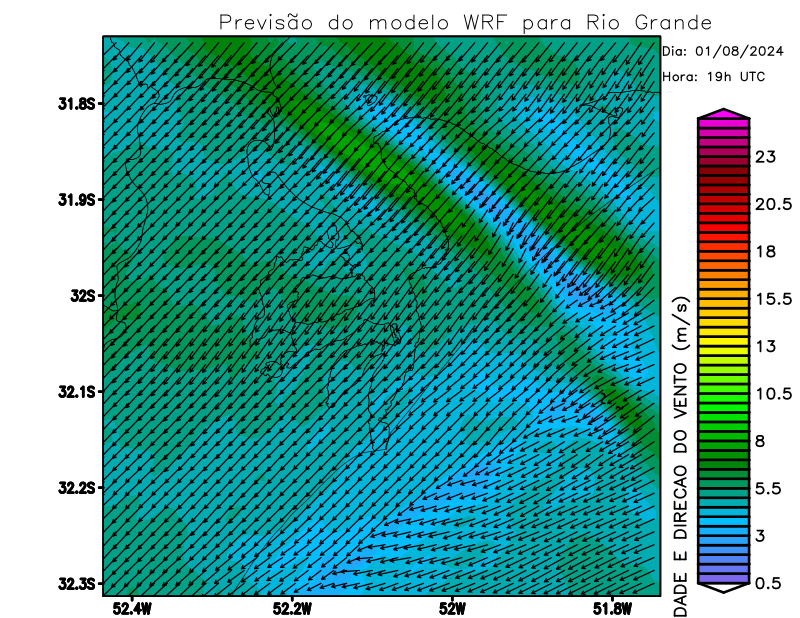 Previsão do modelo WRF para Rio Grande
Dia: 01/08/2024
Hora: 19h UTC
31.8S
31.9S
32S
32.1S
32.2S
32.3S
52.4W
52.2W
52W
51.8W
23
20.5
18
15.5
13
10.5
8
5.5
3
0.5
DADE E DIRECAO DO VENTO (m/s)